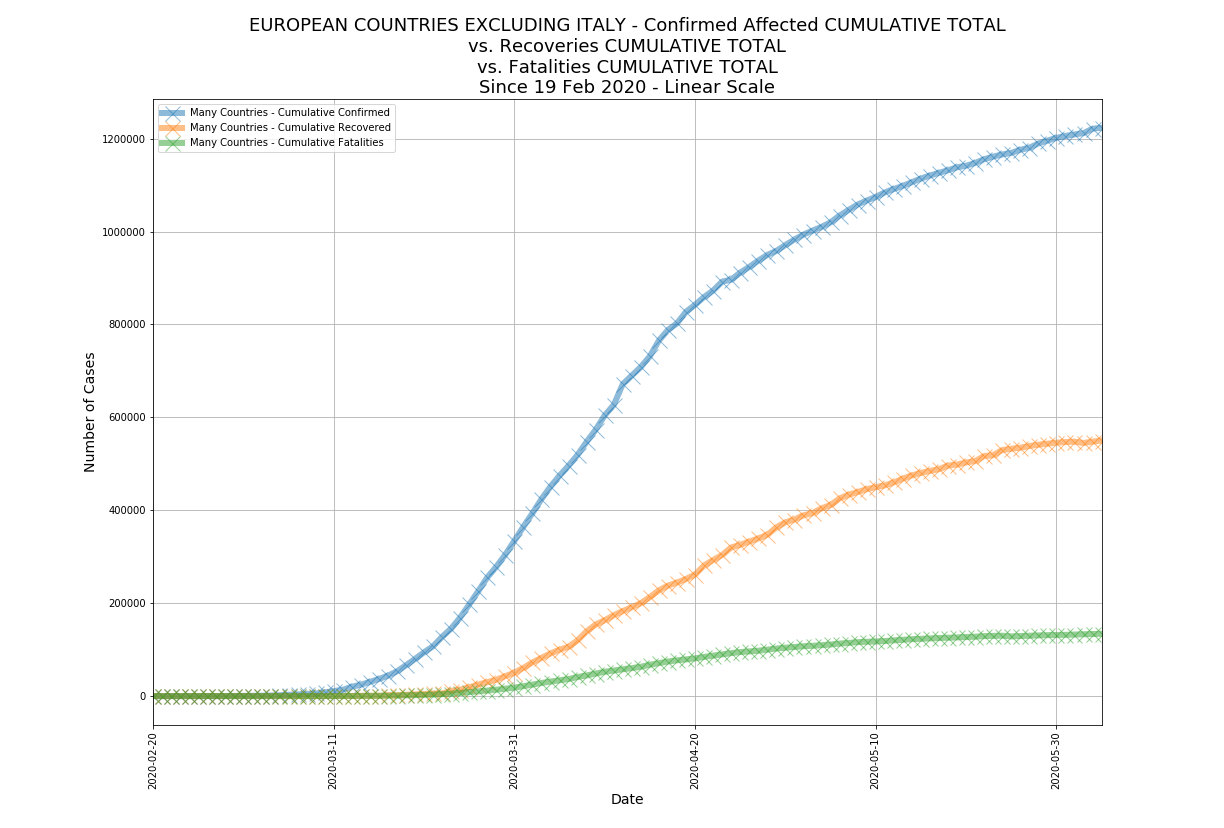 EUROPEAN COUNTRIES EXCLUDING ITALY - Confirmed Affected CUMULATIVE TOTAL
vs. Recoveries CUMULATIVE TOTAL
vs. Fatalities CUMULATIVE TOTAL
Since 19 Feb 2020 - Linear Scale
Many Countries - Cumulative Confirmed
Many Countries - Cumulative Recovered
Many Countries - Cumulative Fatalities
Number of Cases
1200000
1000000
800000
600000
400000
200000
0
2020-02-20
2020-03-11
2020-03-31
2020-04-20
2020-05-10
2020-05-30
Date